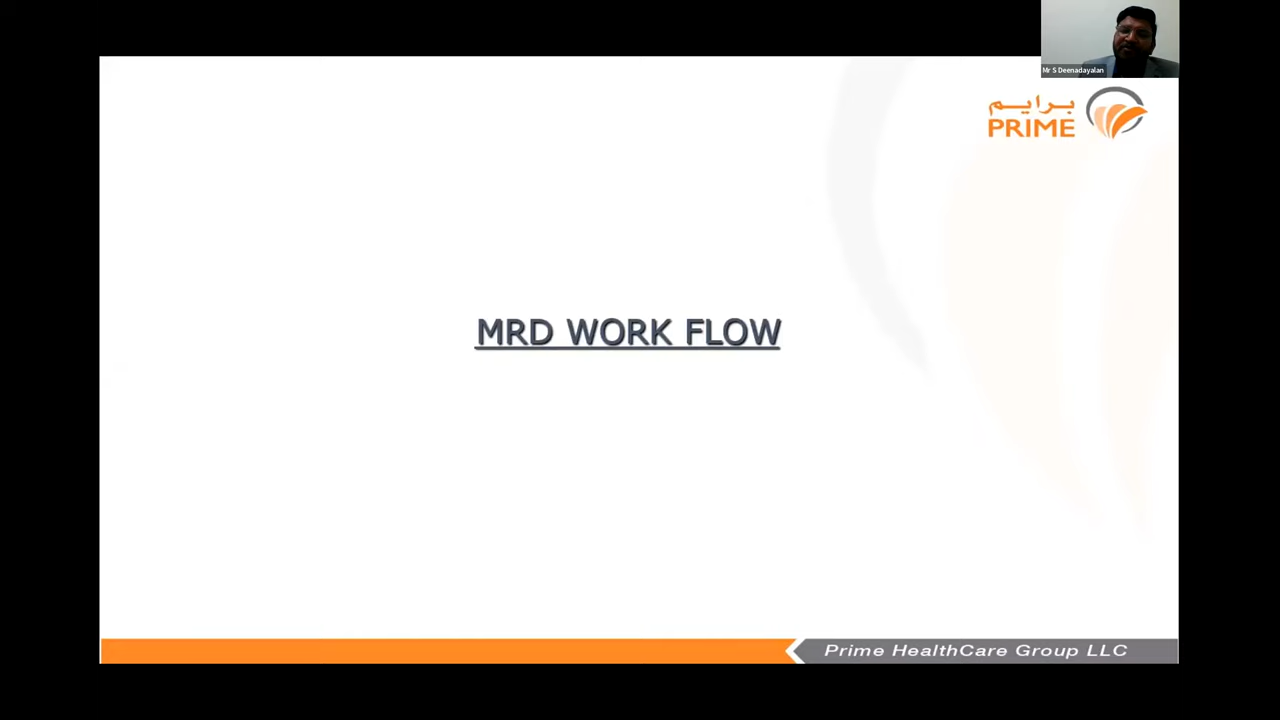 Mr S Deenadayalan
برايم
PRIME
MRD WORK FLOW
Prime HealthCare Group LLC